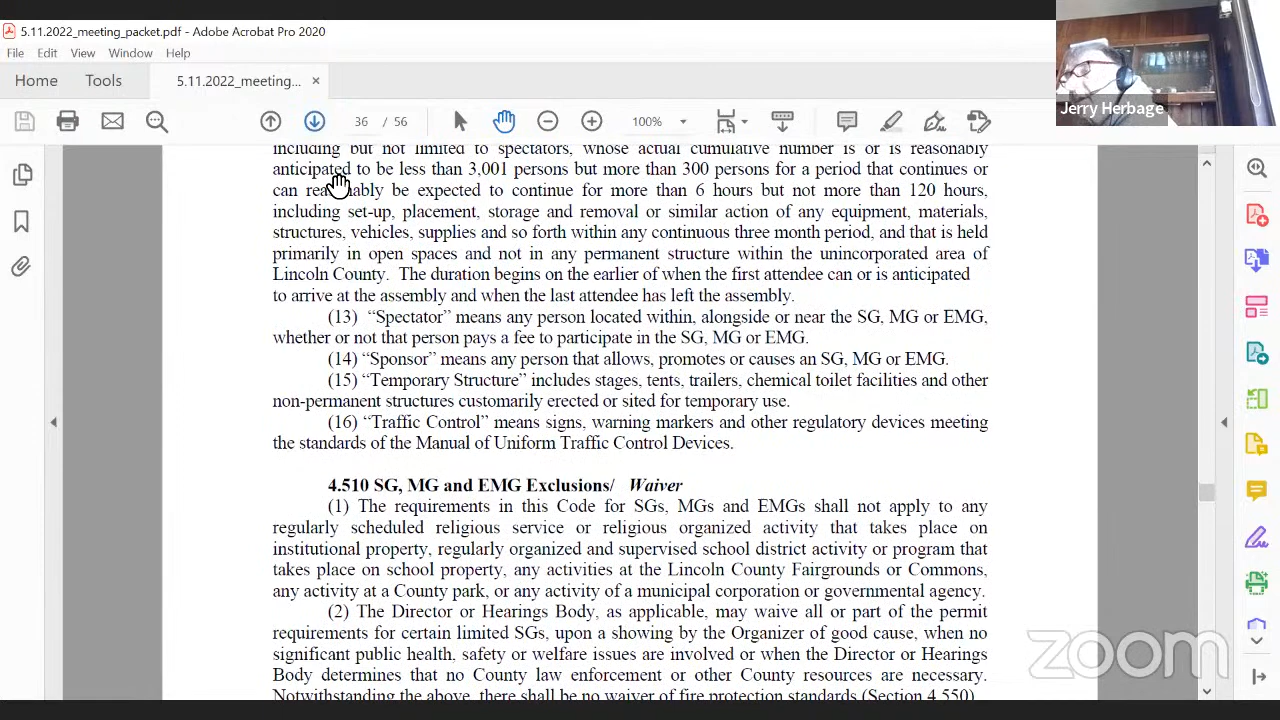 5.11.2022_meeting_packet.pdf - Adobe Acrobat Pro 2020
File Edit View Window Help
Home Tools 5.11.2022_meeting... ×
/ 56 100%
Jerry Herbage
including but not limited to spectators, whose actual cumulative number is or is reasonably
anticipated to be less than 3,001 persons but more than 300 persons for a period that continues or
can be expected to continue for more than 6 hours but not more than 120 hours,
including set-up, placement, storage and removal or similar action of any equipment, materials,
structures, vehicles, supplies and so forth within any continuous three month period, and that is held
primarily in open spaces and not in any permanent structure within the unincorporated area of
Lincoln County. The duration begins on the earlier of when the first attendee can or is anticipated
to arrive at the assembly and when the last attendee has left the assembly.
(13) “Spectator” means any person located within, alongside or near the SG, MG or EMG,
whether or not that person pays a fee to participate in the SG, MG or EMG.
(14) “Sponsor” means any person that allows, promotes or causes an SG, MG or EMG.
(15) “Temporary Structure” includes stages, tents, trailers, chemical toilet facilities and other
non-permanent structures customarily erected or sited for temporary use.
(16) “Traffic Control” means signs, warning markers and other regulatory devices meeting
the standards of the Manual of Uniform Traffic Control Devices.
4.510 SG, MG and EMG Exclusions/ Waiver
(1) The requirements in this Code for SGs, MGs and EMGs shall not apply to any
regularly scheduled religious service or religious organized activity that takes place on
institutional property, regularly organized and supervised school district activity or program that
takes place on school property, any activities at the Lincoln County Fairgrounds or Commons,
any activity at a County park, or any activity of a municipal corporation or governmental agency.
(2) The Director or Hearings Body, as applicable, may waive all or part of the permit
requirements for certain limited SGs, upon a showing by the Organizer of good cause, when no
significant public health, safety or welfare issues are involved or when the Director or Hearings
Body determines that no County law enforcement or other County resources are necessary.
Notwithstanding the above, there shall be no waiver of fire protection standards (Section 4.550)
zoom